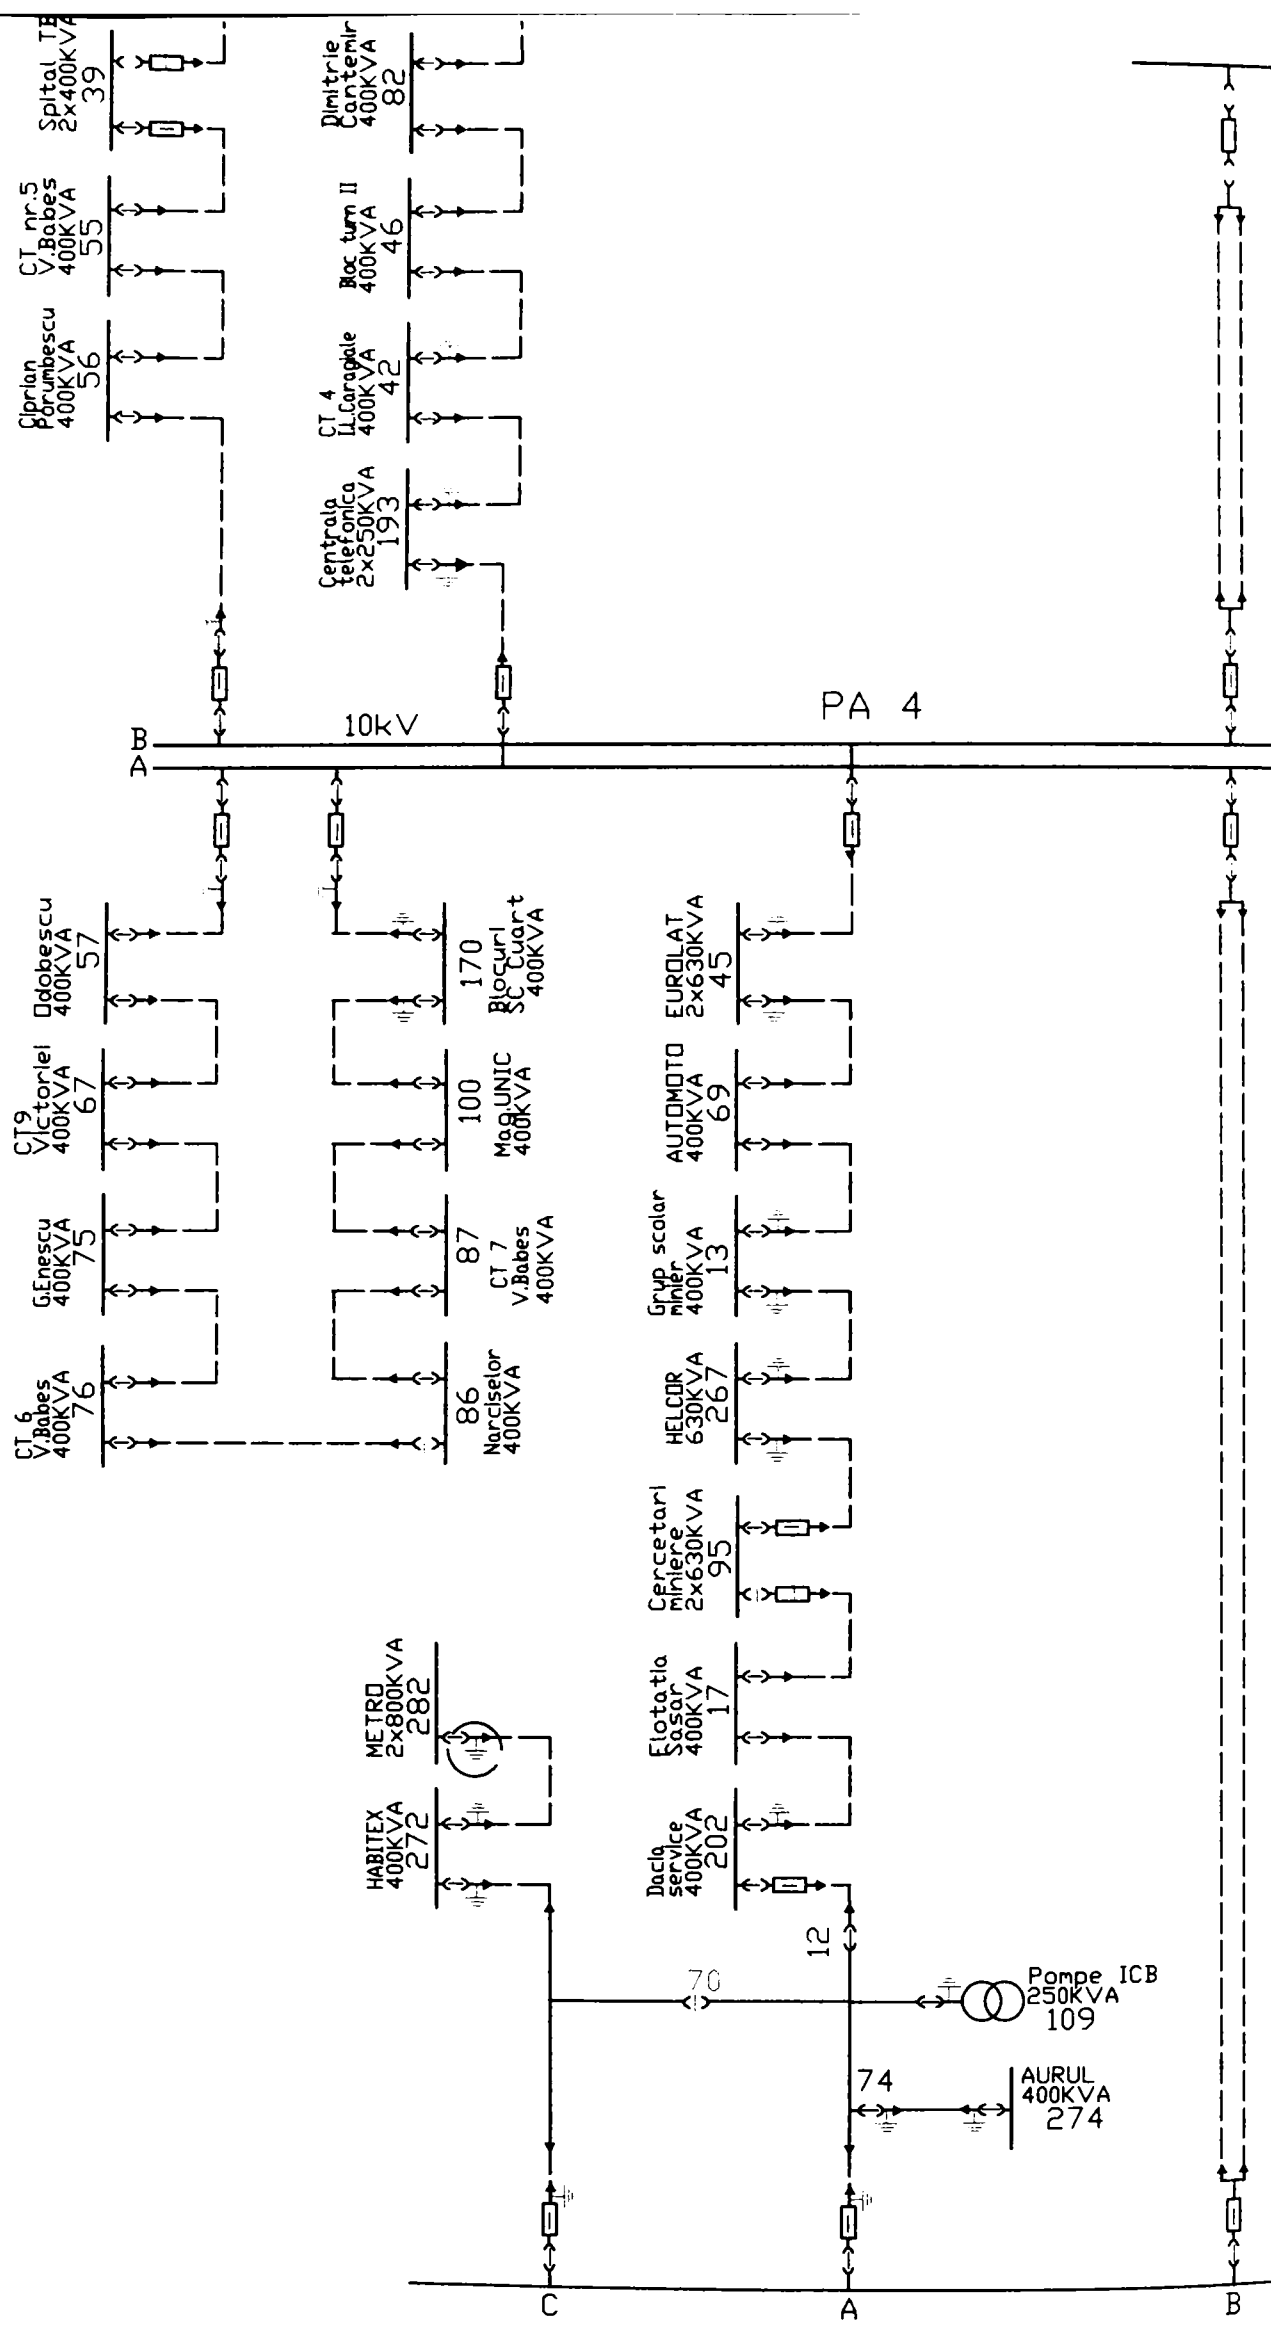 2x400KVA
39
CT nr.5
V.Babes
400KVA
55
Ciprian
Porumbescu
400KVA
56
Dimitrie
Cantemir
400KVA
82
Bloc turn II
400KVA
46
CT 4
I.L.Caragiale
400KVA
42
Centrala
telefonica
2x250KVA
193
10kV
PA 4
B
A
Odobescu
400KVA
57
CT9
Victoriei
400KVA
67
G.Enescu
400KVA
75
CT 6
V.Babes
400KVA
76
170
Blocuri
SC Cuart
400KVA
100
Mag.UNIC
400KVA
87
CT 7
V.Babes
400KVA
86
Narciselor
400KVA
EUROLAT
2x630KVA
45
AUTOMOTO
400KVA
69
Grup scolar
minier
400KVA
13
HELCOR
630KVA
267
Cercetari
miniere
2x630KVA
95
Flotatia
Sasar
400KVA
17
Dacia
service
400KVA
202
METRO
2x800KVA
282
HABITEX
400KVA
272
12
70
Pompe ICB
250KVA
109
74
AURUL
400KVA
274
C
A
B